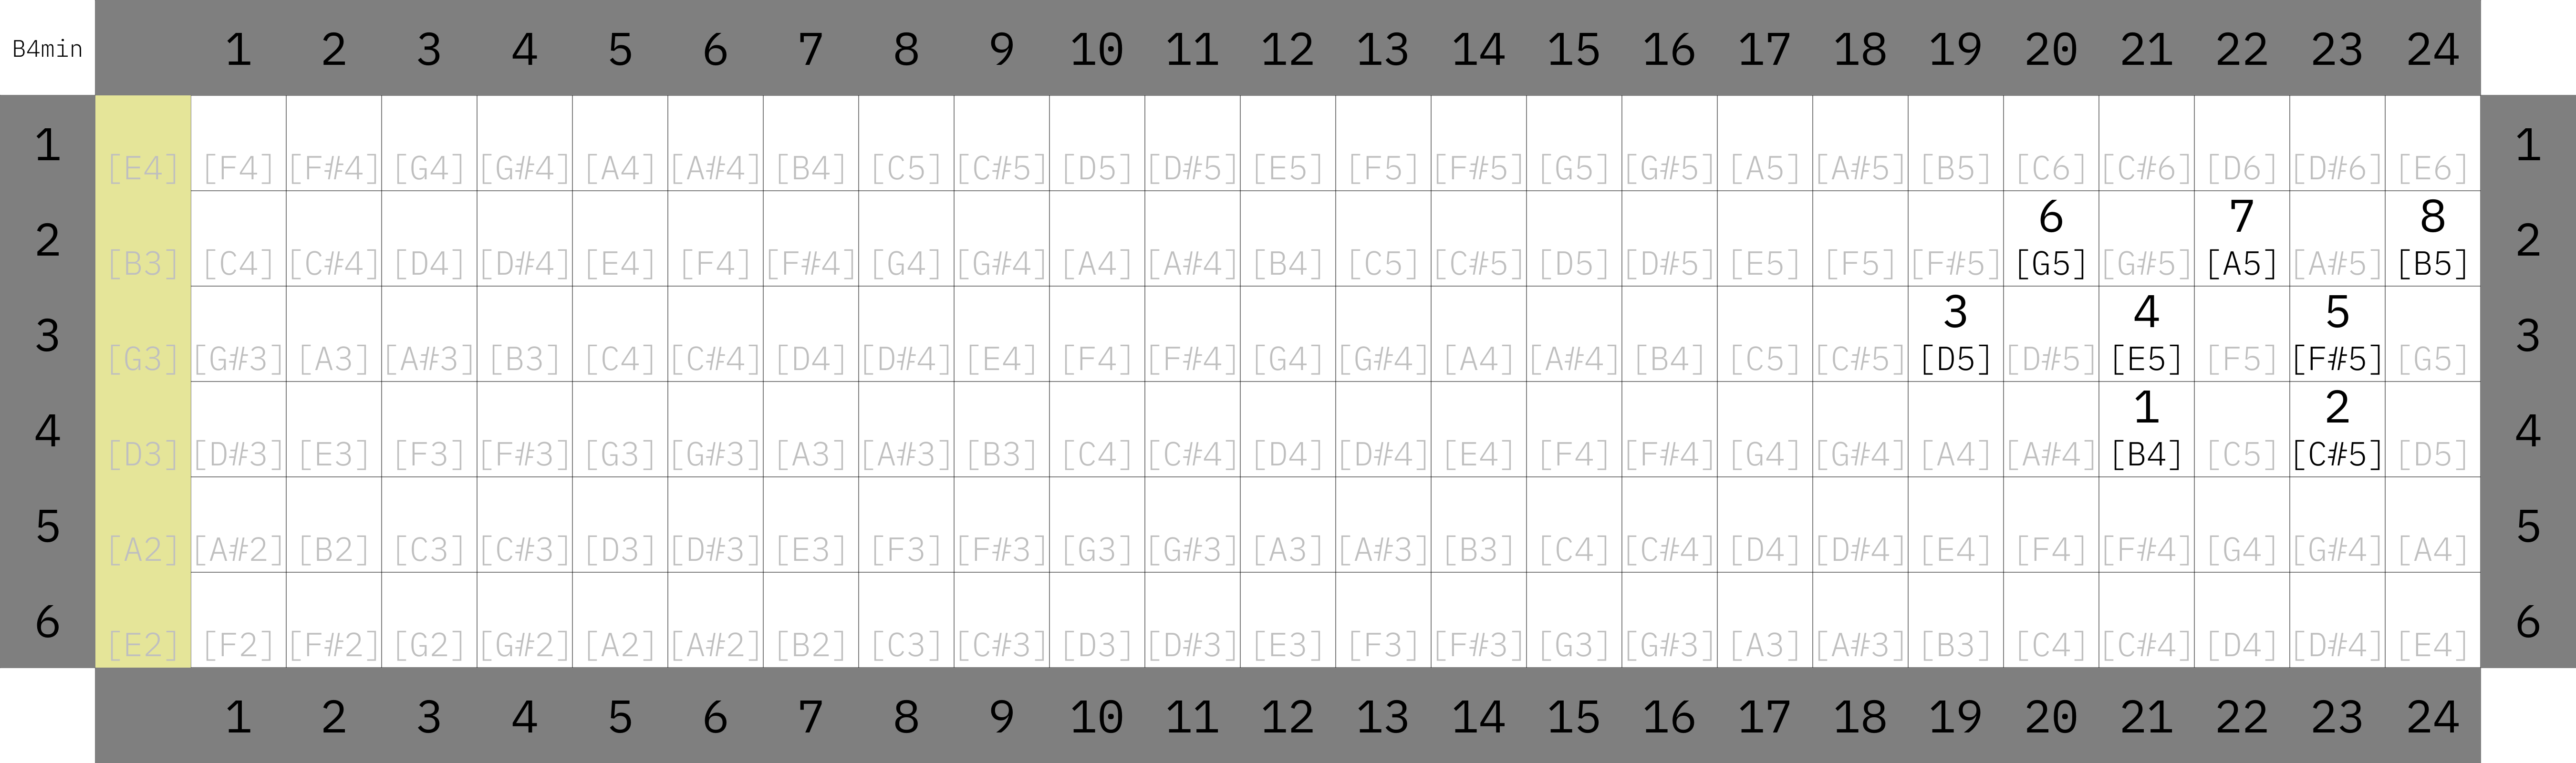 B4min 1 2 3 4 5 6 7 8 9 10 11 12 13 14 15 16 17 18 19 20 21 22 23 24
1 1
[E4] [F4] [F#4] [G4] [G#4] [A4] [A#4] [B4] [C5] [C#5] [D5] [D#5] [E5] [F5] [F#5] [G5] [G#5] [A5] [A#5] [B5] [C6] [C#6] [D6] [D#6] [E6]
2 6 7 8 2
[B3] [C4] [C#4] [D4] [D#4] [E4] [F4] [F#4] [G4] [G#4] [A4] [A#4] [B4] [C5] [C#5] [D5] [D#5] [E5] [F5] [F#5] [G5] [G#5] [A5] [A#5] [B5]
3 3 4 5 3
[G3] [G#3] [A3] [A#3] [B3] [C4] [C#4] [D4] [D#4] [E4] [F4] [F#4] [G4] [G#4] [A4] [A#4] [B4] [C5] [C#5] [D5] [D#5] [E5] [F5] [F#5] [G5]
4 1 2 4
[D3] [D#3] [E3] [F3] [F#3] [G3] [G#3] [A3] [A#3] [B3] [C4] [C#4] [D4] [D#4] [E4] [F4] [F#4] [G4] [G#4] [A4] [A#4] [B4] [C5] [C#5] [D5]
5 5
[A2] [A#2] [B2] [C3] [C#3] [D3] [D#3] [E3] [F3] [F#3] [G3] [G#3] [A3] [A#3] [B3] [C4] [C#4] [D4] [D#4] [E4] [F4] [F#4] [G4] [G#4] [A4]
6 6
[E2] [F2] [F#2] [G2] [G#2] [A2] [A#2] [B2] [C3] [C#3] [D3] [D#3] [E3] [F3] [F#3] [G3] [G#3] [A3] [A#3] [B3] [C4] [C#4] [D4] [D#4] [E4]
1 2 3 4 5 6 7 8 9 10 11 12 13 14 15 16 17 18 19 20 21 22 23 24